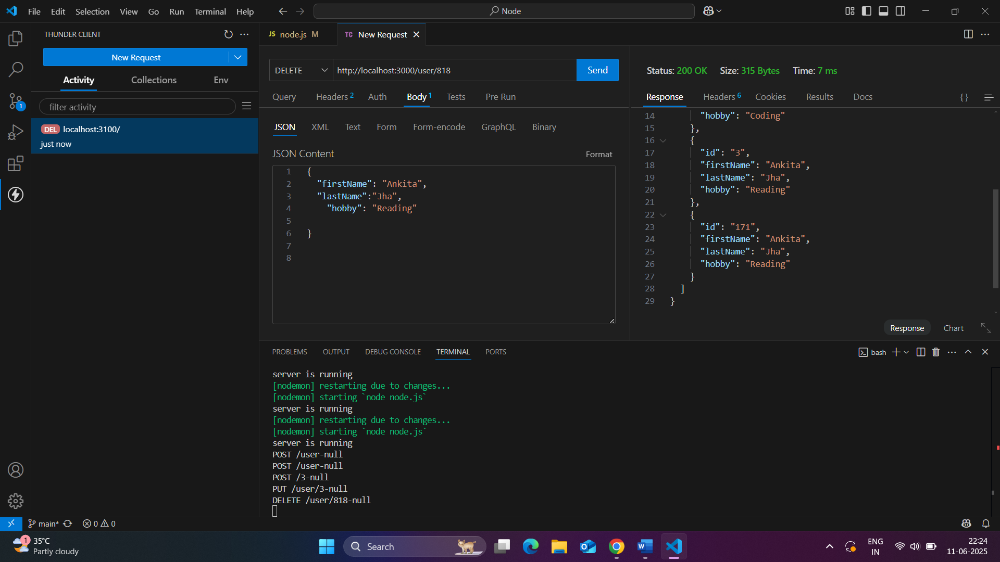 File Edit Selection View Go Run Terminal Help
Node
THUNDER CLIENT
New Request
Activity Collections Env
filter activity
DEL localhost:3100/
just now
1
JS node.js M
TC New Request
DELETE http://localhost:3000/user/818 Send
Query Headers 2 Auth Body 1 Tests Pre Run
JSON XML Text Form Form-encode GraphQL Binary
JSON Content Format
1 {
2 "firstName": "Ankita",
3 "lastName":"Jha",
4 "hobby": "Reading"
5
6 }
7
8
Status: 200 OK Size: 315 Bytes Time: 7 ms
Response Headers 6 Cookies Results Docs { }
14 "hobby": "Coding"
15 },
16 {
17 "id": "3",
18 "firstName": "Ankita",
19 "lastName": "Jha",
20 "hobby": "Reading"
21 },
22 {
23 "id": "171",
24 "firstName": "Ankita",
25 "lastName": "Jha",
26 "hobby": "Reading"
27 }
28 ]
29 }
Response Chart
PROBLEMS OUTPUT DEBUG CONSOLE TERMINAL PORTS
bash
server is running
[nodemon] restarting due to changes...
[nodemon] starting `node node.js`
server is running
[nodemon] restarting due to changes...
[nodemon] starting `node node.js`
server is running
POST /user-null
POST /user-null
POST /3-null
PUT /user/3-null
DELETE /user/818-null
main* 0 0
1
35°C
Partly cloudy
Search
ENG
IN
22:24
11-06-2025